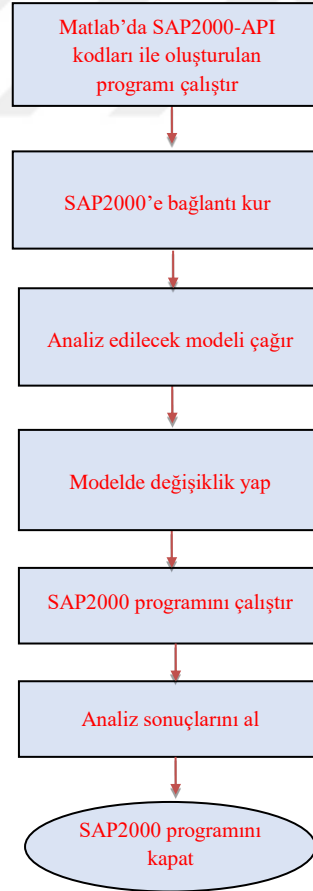 Matlab’da SAP2000-API
kodları ile oluşturulan
programı çalıştır
SAP2000’e bağlantı kur
Analiz edilecek modeli çağır
Modelde değişiklik yap
SAP2000 programını çalıştır
Analiz sonuçlarını al
SAP2000 programını
kapat